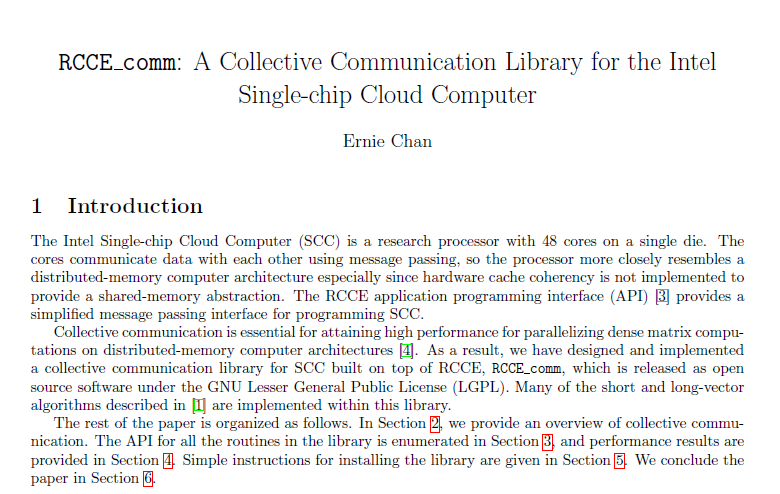 RCCE_comm: A Collective Communication Library for the Intel
Single-chip Cloud Computer
Ernie Chan
1 Introduction
The Intel Single-chip Cloud Computer (SCC) is a research processor with 48 cores on a single die. The
cores communicate data with each other using message passing, so the processor more closely resembles a
distributed-memory computer architecture especially since hardware cache coherency is not implemented to
provide a shared-memory abstraction. The RCCE application programming interface (API) [3] provides a
simplified message passing interface for programming SCC.
Collective communication is essential for attaining high performance for parallelizing dense matrix compu-
tations on distributed-memory computer architectures [4]. As a result, we have designed and implemented
a collective communication library for SCC built on top of RCCE, RCCE_comm, which is released as open
source software under the GNU Lesser General Public License (LGPL). Many of the short and long-vector
algorithms described in [1] are implemented within this library.
The rest of the paper is organized as follows. In Section 2, we provide an overview of collective commu-
nication. The API for all the routines in the library is enumerated in Section 3, and performance results are
provided in Section 4. Simple instructions for installing the library are given in Section 5. We conclude the
paper in Section 6.